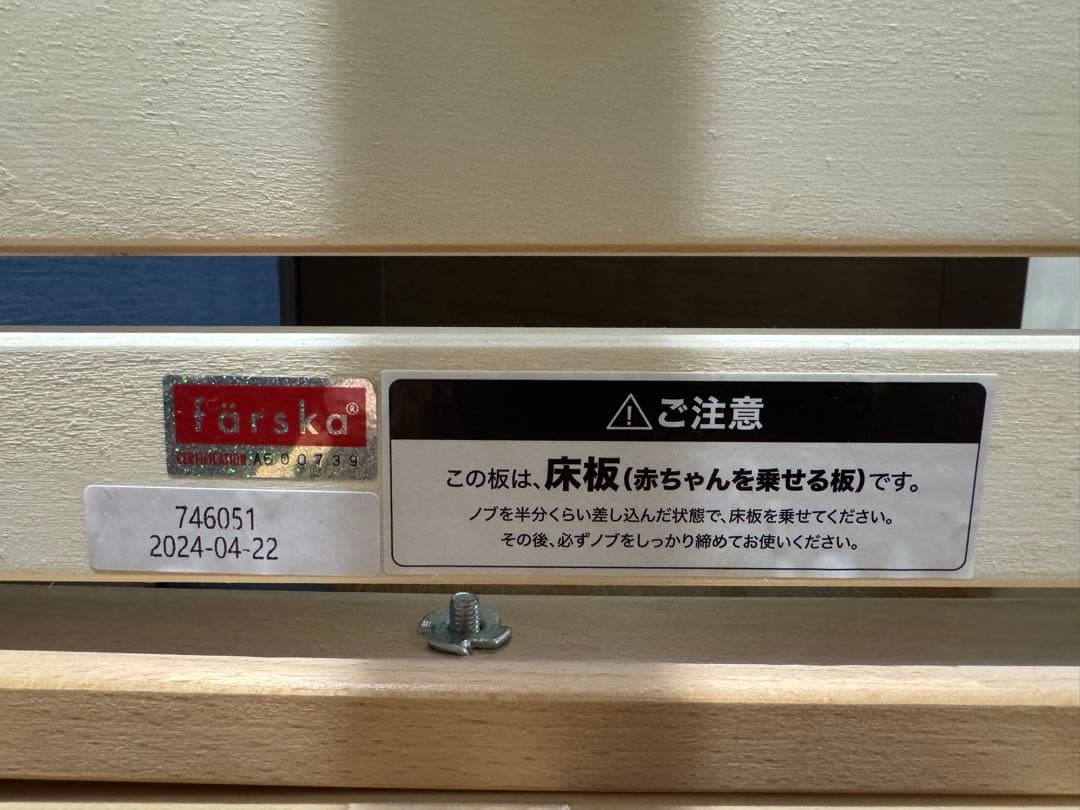 färska®
CERTIFICATION A500739
746051
2024-04-22
ご注意
この板は、床板(赤ちゃんを乗せる板)です。
ノブを半分くらい差し込んだ状態で、床板を乗せてください。
その後、必ずノブをしっかり締めてお使いください。